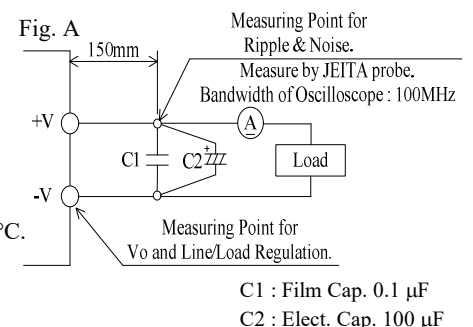 Fig. A
Measuring Point for
Ripple & Noise.
150mm
Measure by JEITA probe.
Bandwidth of Oscilloscope : 100MHz
+V
A
C1
C2
+
Load
-V
°C.
Measuring Point for
Vo and Line/Load Regulation.
C1 : Film Cap. 0.1 µF
C2 : Elect. Cap. 100 µF